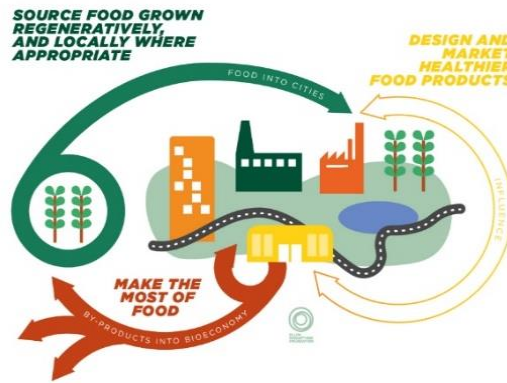 SOURCE FOOD GROWN
REGENERATIVELY,
AND LOCALLY WHERE
APPROPRIATE
DESIGN AND
MARKET
HEALTHIER
FOOD PRODUCTS
FOOD INTO CITIES
INFLUENCE
MAKE THE
MOST OF
FOOD
BY-PRODUCTS INTO BIOECONOMY